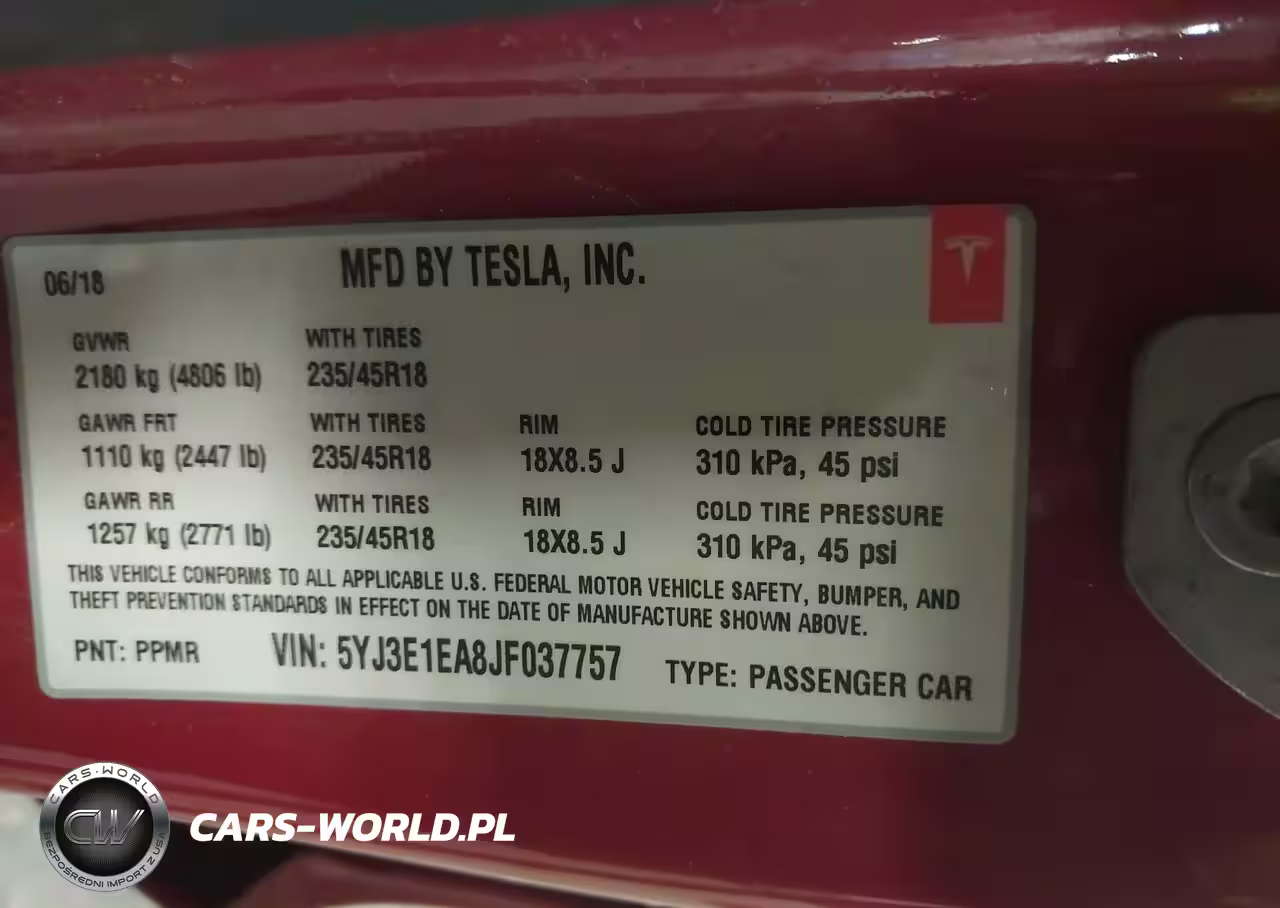 06/18
MFD BY TESLA, INC.
GVWR WITH TIRES
2180 kg (4806 lb) 235/45R18
GAWR FRT WITH TIRES RIM COLD TIRE PRESSURE
1110 kg (2447 lb) 235/45R18 18X8.5 J 310 kPa, 45 psi
GAWR RR WITH TIRES RIM COLD TIRE PRESSURE
1257 kg (2771 lb) 235/45R18 18X8.5 J 310 kPa, 45 psi
THIS VEHICLE CONFORMS TO ALL APPLICABLE U.S. FEDERAL MOTOR VEHICLE SAFETY, BUMPER, AND
THEFT PREVENTION STANDARDS IN EFFECT ON THE DATE OF MANUFACTURE SHOWN ABOVE.
PNT: PPMR VIN: 5YJ3E1EA8JF037757 TYPE: PASSENGER CAR
CARS-WORLD
CW
BEZPOŚREDNI IMPORT Z USA
CARS-WORLD.PL